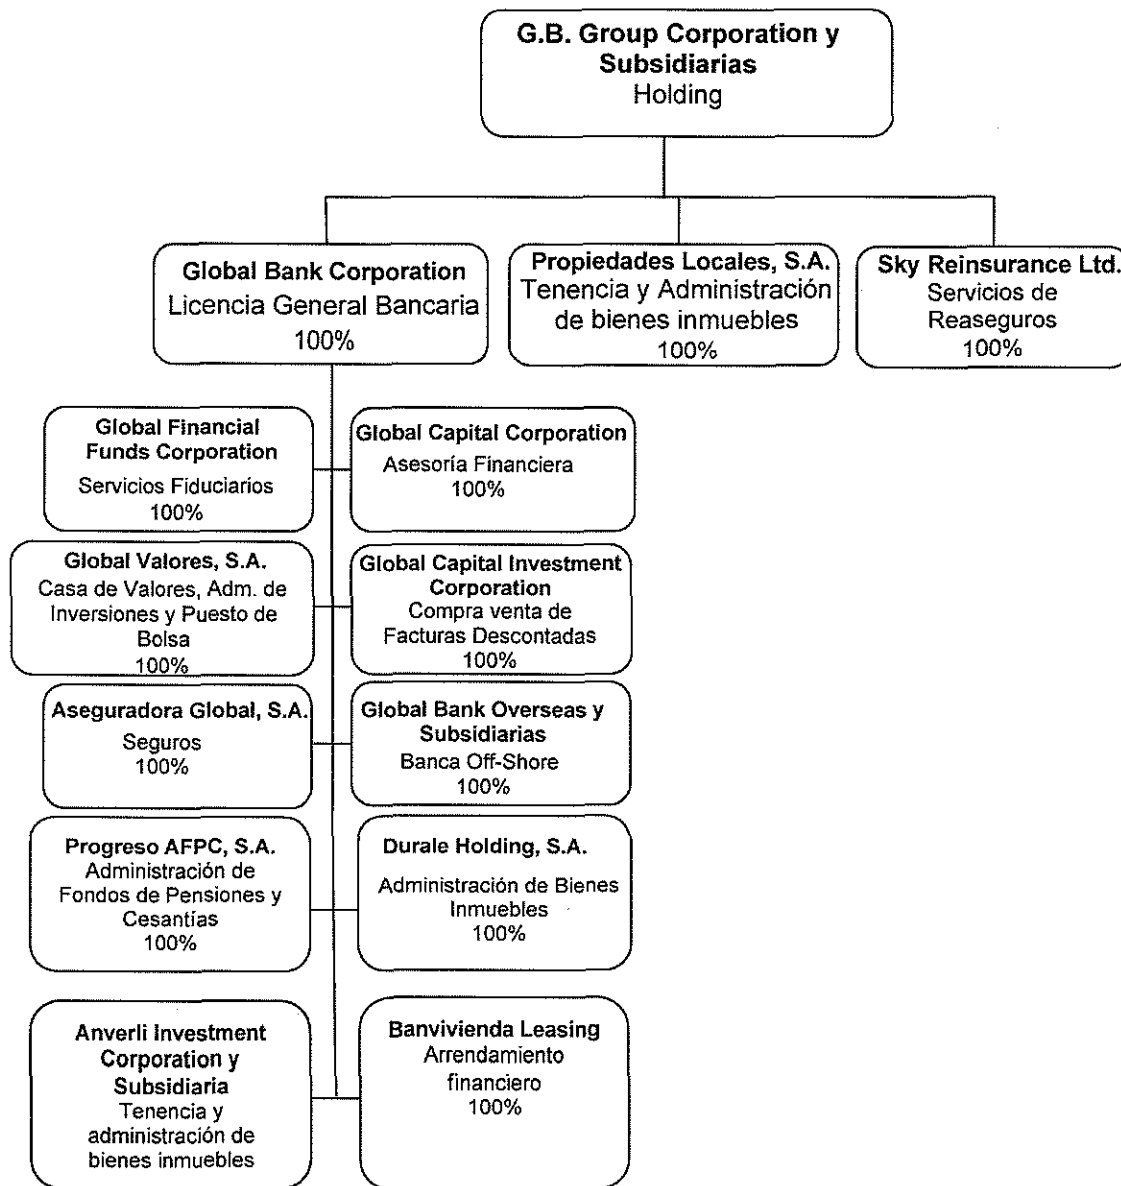 G.B. Group Corporation y
Subsidiarias
Holding
Global Bank Corporation
Licencia General Bancaria
100%
Propiedades Locales, S.A.
Tenencia y Administración
de bienes inmuebles
100%
Sky Reinsurance Ltd.
Servicios de
Reaseguros
100%
Global Financial
Funds Corporation
Servicios Fiduciarios
100%
Global Capital Corporation
Asesoría Financiera
100%
Global Valores, S.A.
Casa de Valores, Adm. de
Inversiones y Puesto de
Bolsa
100%
Global Capital Investment
Corporation
Compra venta de
Facturas Descontadas
100%
Aseguradora Global, S.A.
Seguros
100%
Global Bank Overseas y
Subsidiarias
Banca Off-Shore
100%
Progreso AFPC, S.A.
Administración de
Fondos de Pensiones y
Cesantías
100%
Durale Holding, S.A.
Administración de Bienes
Inmuebles
100%
Anverli Investment
Corporation y
Subsidiaria
Tenencia y
administración de
bienes inmuebles
Banvivienda Leasing
Arrendamiento
financiero
100%